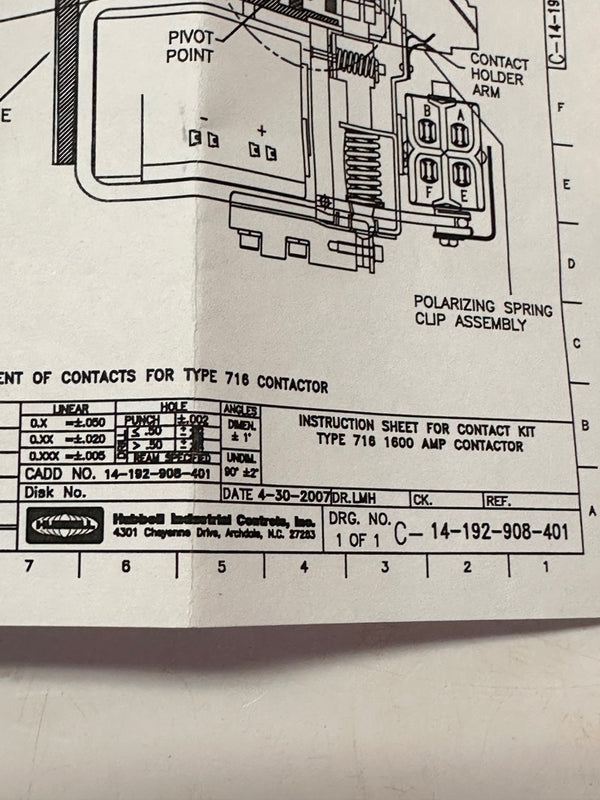 C-14-19
PIVOT
POINT
CONTACT
HOLDER
ARM
E
- +
B A
F E
F
E
D
C
B
A
POLARIZING SPRING
CLIP ASSEMBLY
ENT OF CONTACTS FOR TYPE 716 CONTACTOR
LINEAR
0.X =±.050
0.XX =±.020
0.XXX =±.005
HOLE
PUNCH ±.002
DRILL
≤ .50
> .50
REAM SPECIFIED
ANGLES
DIMEN.
± 1°
UNDIM.
90° ±2°
INSTRUCTION SHEET FOR CONTACT KIT
TYPE 716 1600 AMP CONTACTOR
CADD NO. 14-192-908-401
Disk No.
DATE 4-30-2007 DR.LMH CK. REF.
HUBBELL
Hubbell Industrial Controls, Inc.
4301 Cheyenne Drive, Archdale, N.C. 27263
DRG. NO.
1 OF 1 C- 14-192-908-401
7 6 5 4 3 2 1